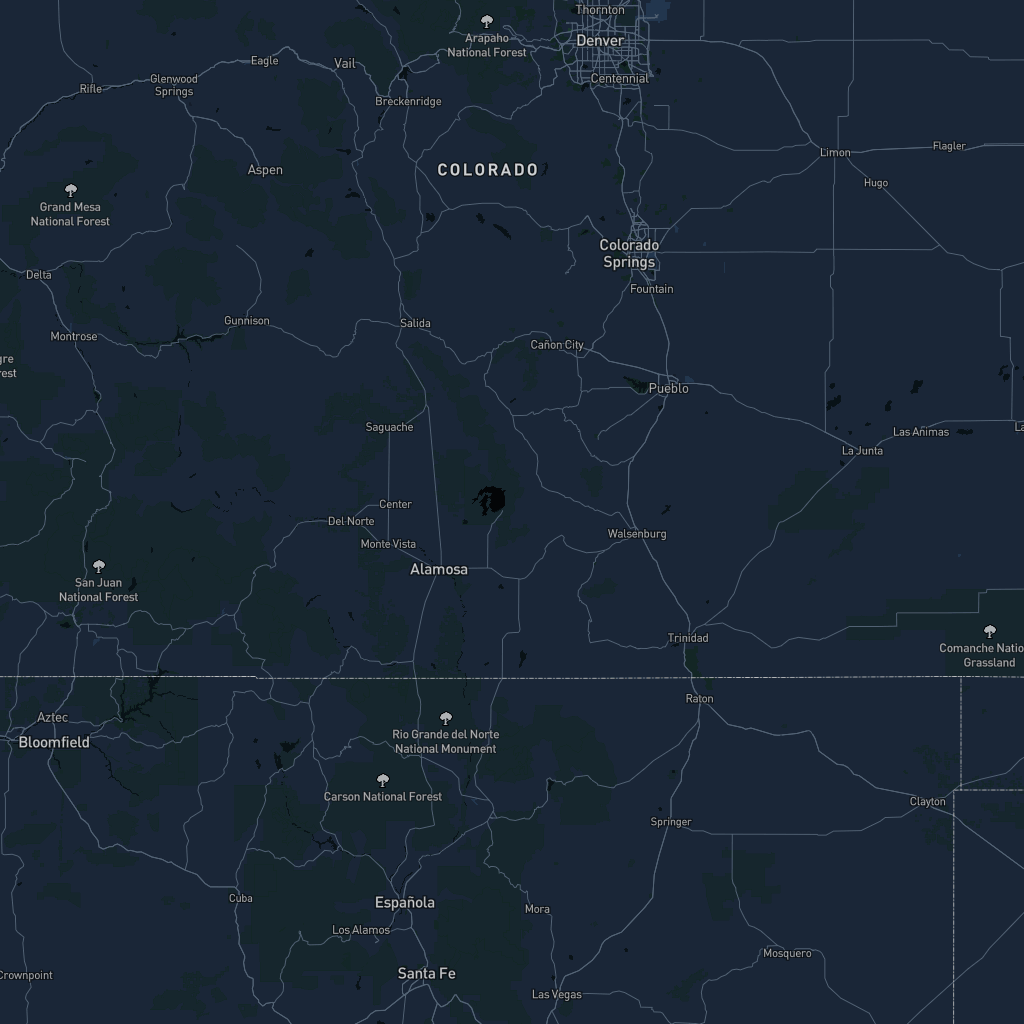 Thornton
Arapaho
National Forest
Denver
Eagle
Vail
Centennial
Glenwood
Springs
Rifle
Breckenridge
COLORADO
Limon
Flagler
Aspen
Hugo
Grand Mesa
National Forest
Colorado
Springs
Delta
Fountain
Gunnison
Salida
Montrose
Cañon City
gre
rest
Pueblo
Saguache
Las Animas
La
La Junta
Center
Del Norte
Monte Vista
Walsenburg
Alamosa
San Juan
National Forest
Trinidad
Comanche Natio
Grassland
Raton
Aztec
Bloomfield
Rio Grande del Norte
National Monument
Carson National Forest
Clayton
Springer
Cuba
Española
Mora
Los Alamos
Mosquero
Santa Fe
Crownpoint
Las Vegas